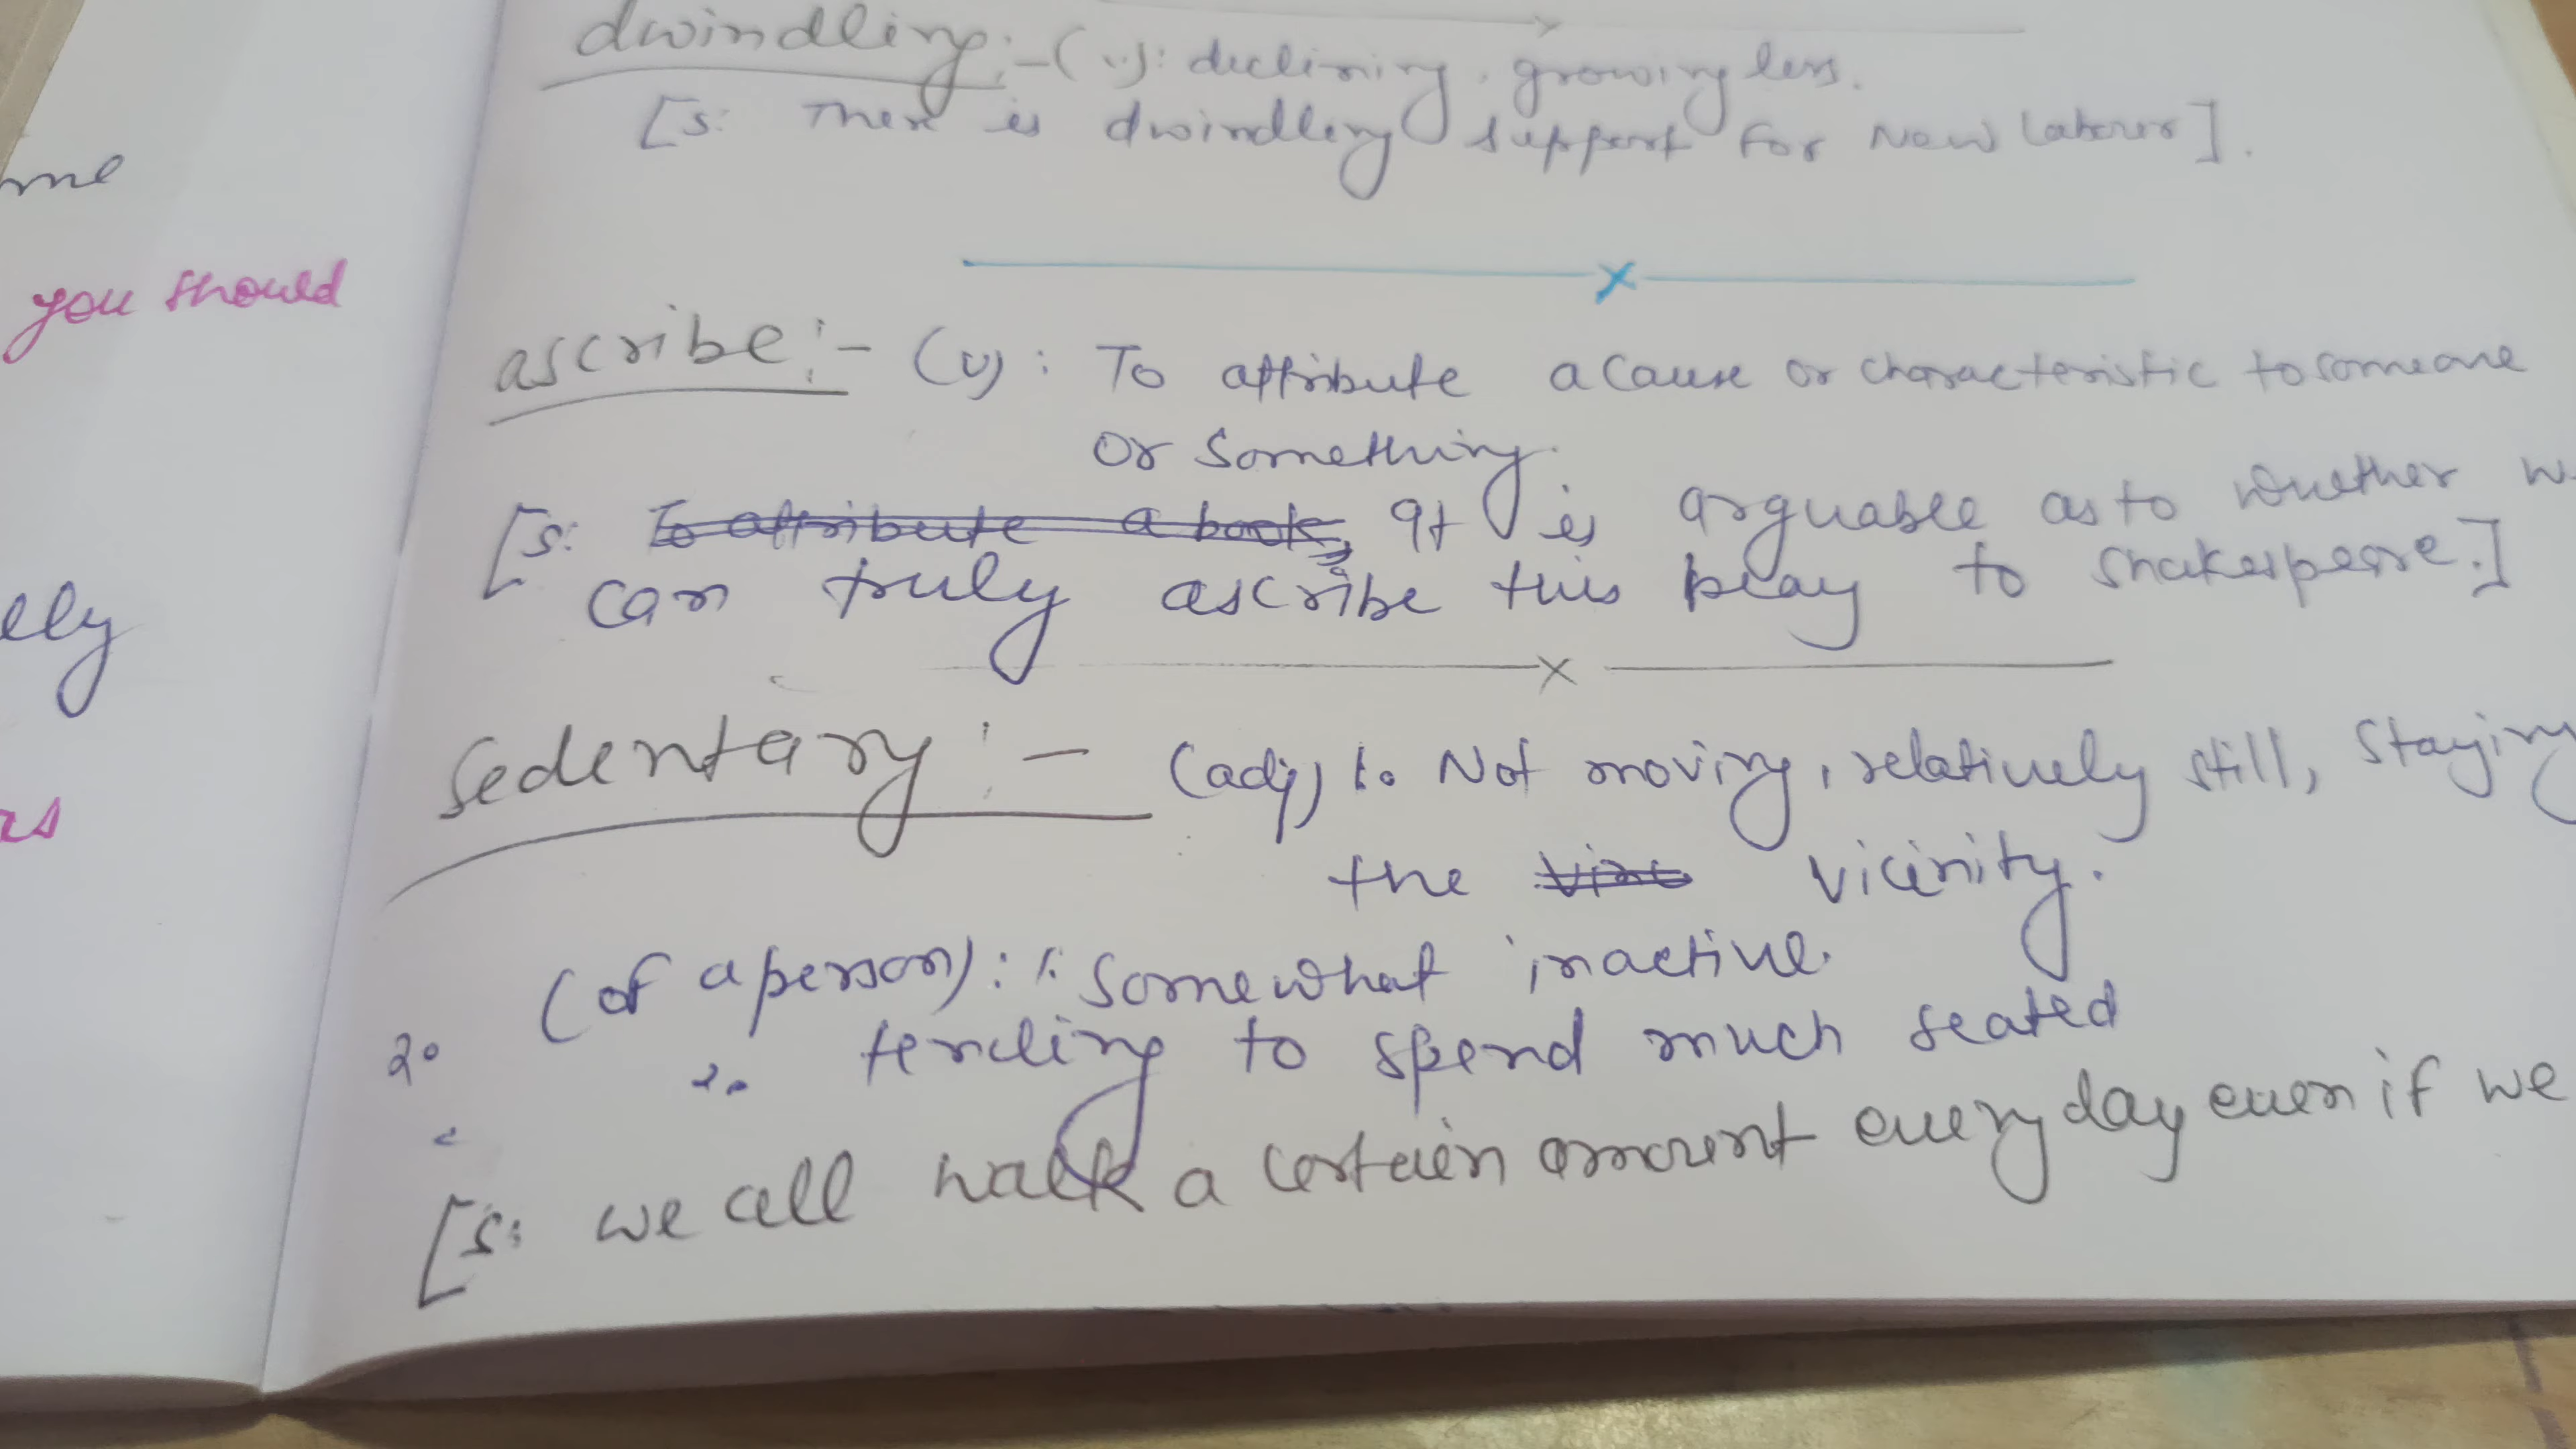 me
you should
ely
as
dwindling:- (v): declining, growing less.
[s: There is dwindling support for New Labour].
ascribe:- (v): To attribute a cause or characteristic to someone
or something.
[s: To attribute a book, It is arguable as to whether w
can truly ascribe this play to Shakespeare.]
sedentary:- (adj) 1. Not moving, relatively still, staying
the vicinity.
2. (of a person): 1. Somewhat inactive.
2. tending to spend much seated
[s: we all walk a certain amount everyday even if we